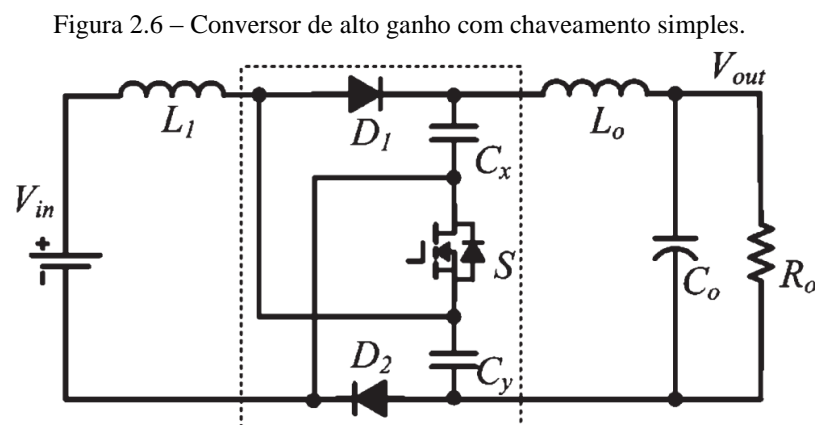 Figura 2.6 – Conversor de alto ganho com chaveamento simples.
Vout
L1
D1
Lo
Cx
Vin
+
-
S
Co
Ro
D2
Cy